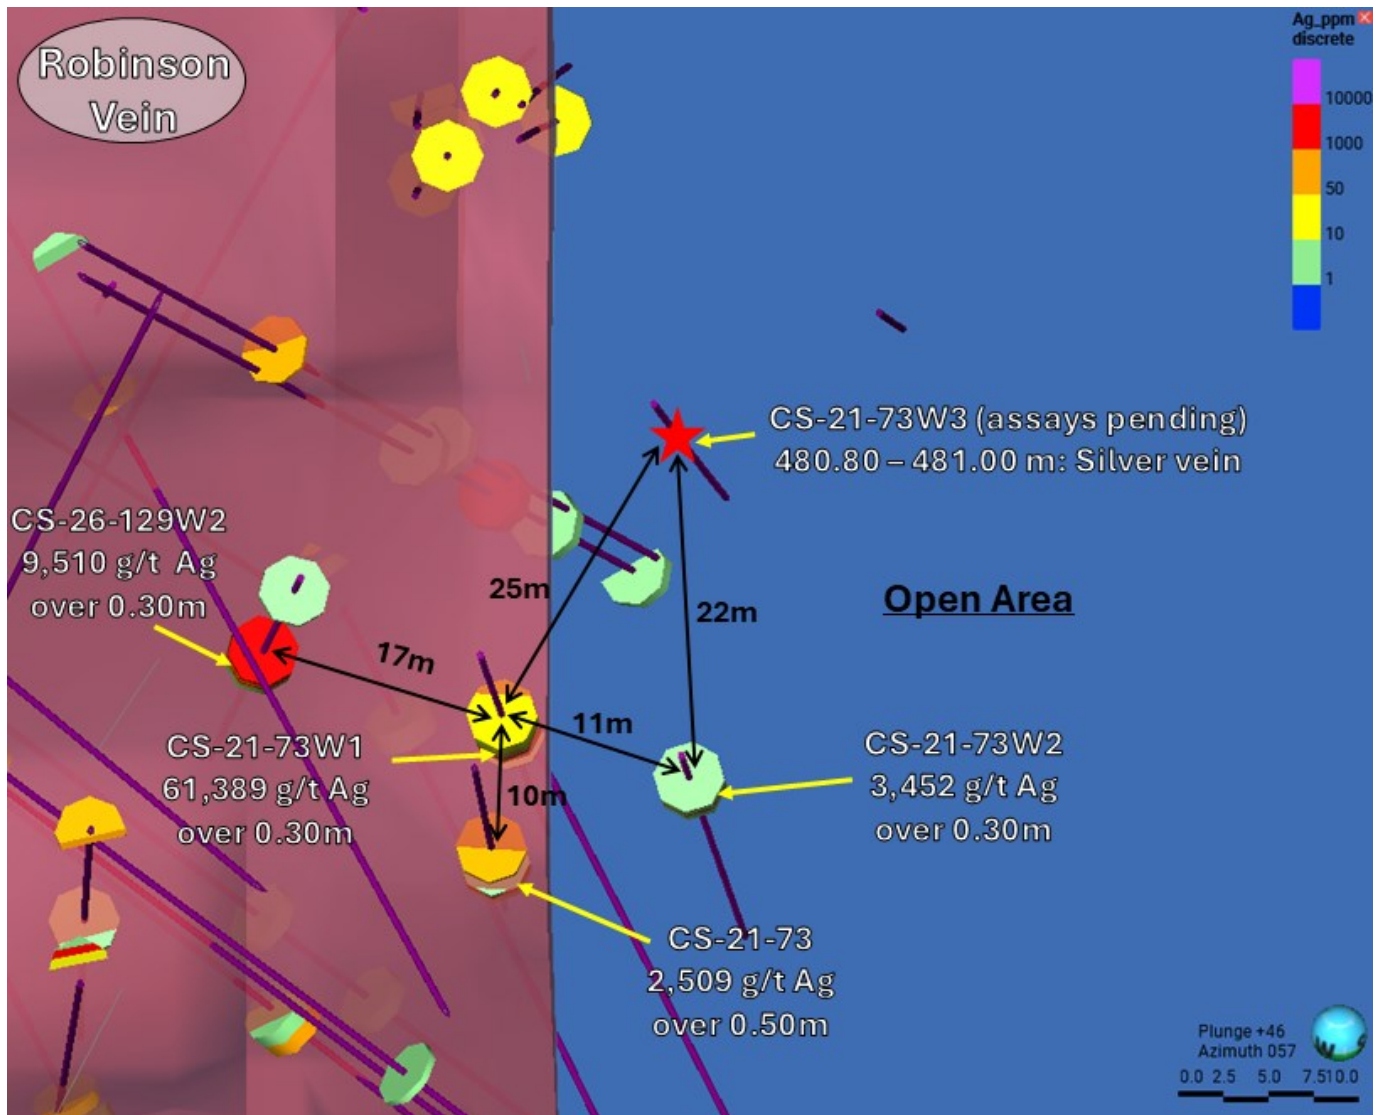 Robinson
Vein
Ag_ppm
discrete
10000
1000
50
10
1
CS-21-73W3 (assays pending)
480.80 – 481.00 m: Silver vein
CS-26-129W2
9,510 g/t Ag
over 0.30m
25m
22m
Open Area
17m
11m
CS-21-73W1
61,389 g/t Ag
over 0.30m
10m
CS-21-73W2
3,452 g/t Ag
over 0.30m
CS-21-73
2,509 g/t Ag
over 0.50m
Plunge +46
Azimuth 057
W S
0.0 2.5 5.0 7.5 10.0